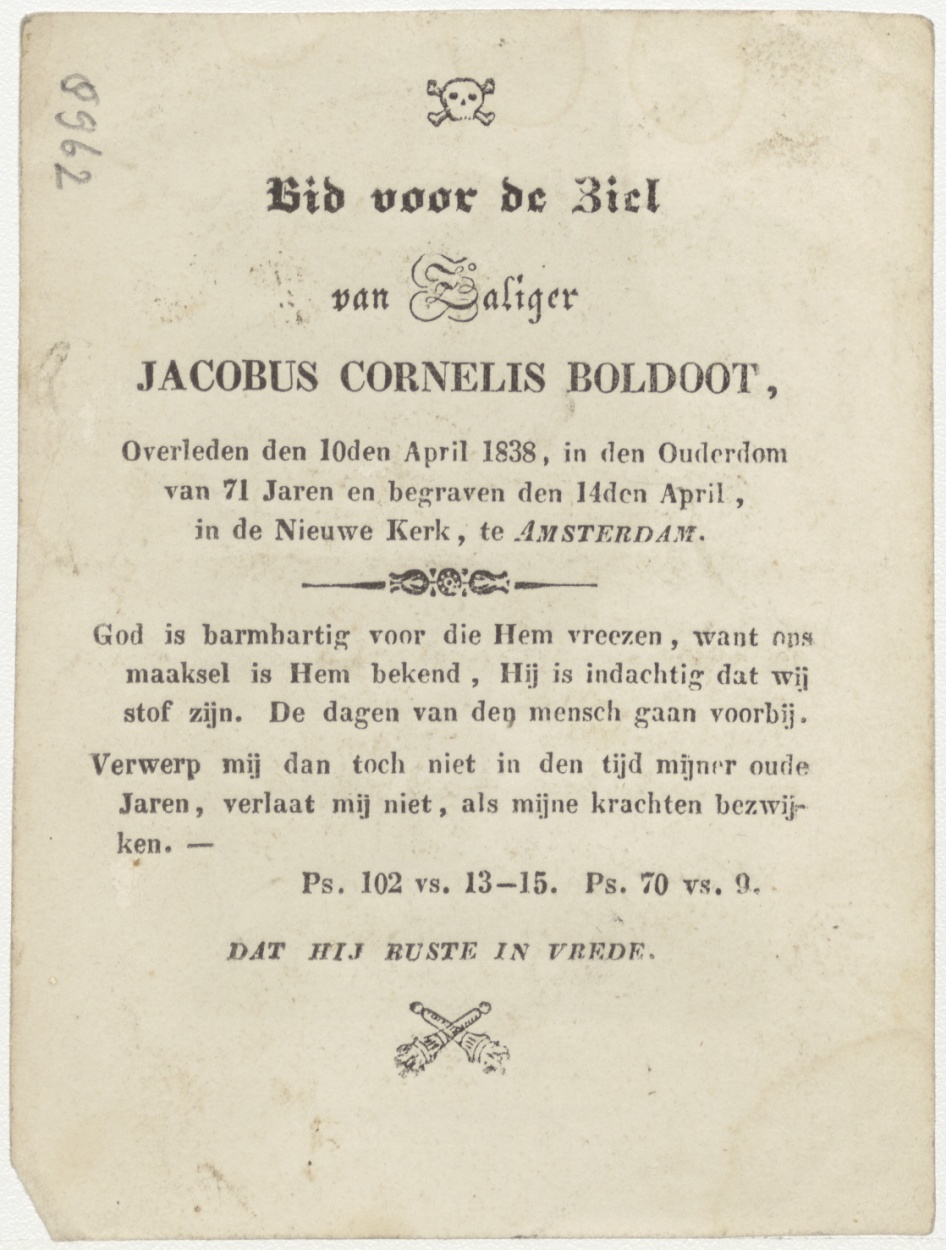 8962
Bid voor de Ziel
van Zaliger
JACOBUS CORNELIS BOLDOOT,
Overleden den 10den April 1838, in den Ouderdom
van 71 Jaren en begraven den 14den April,
in de Nieuwe Kerk, te AMSTERDAM.
God is barmhartig voor die Hem vreezen, want ons
maaksel is Hem bekend, Hij is indachtig dat wij
stof zijn. De dagen van den mensch gaan voorbij.
Verwerp mij dan toch niet in den tijd mijner oude
Jaren, verlaat mij niet, als mijne krachten bezwij-
ken. —
Ps. 102 vs. 13–15. Ps. 70 vs. 9.
DAT HIJ RUSTE IN VREDE.